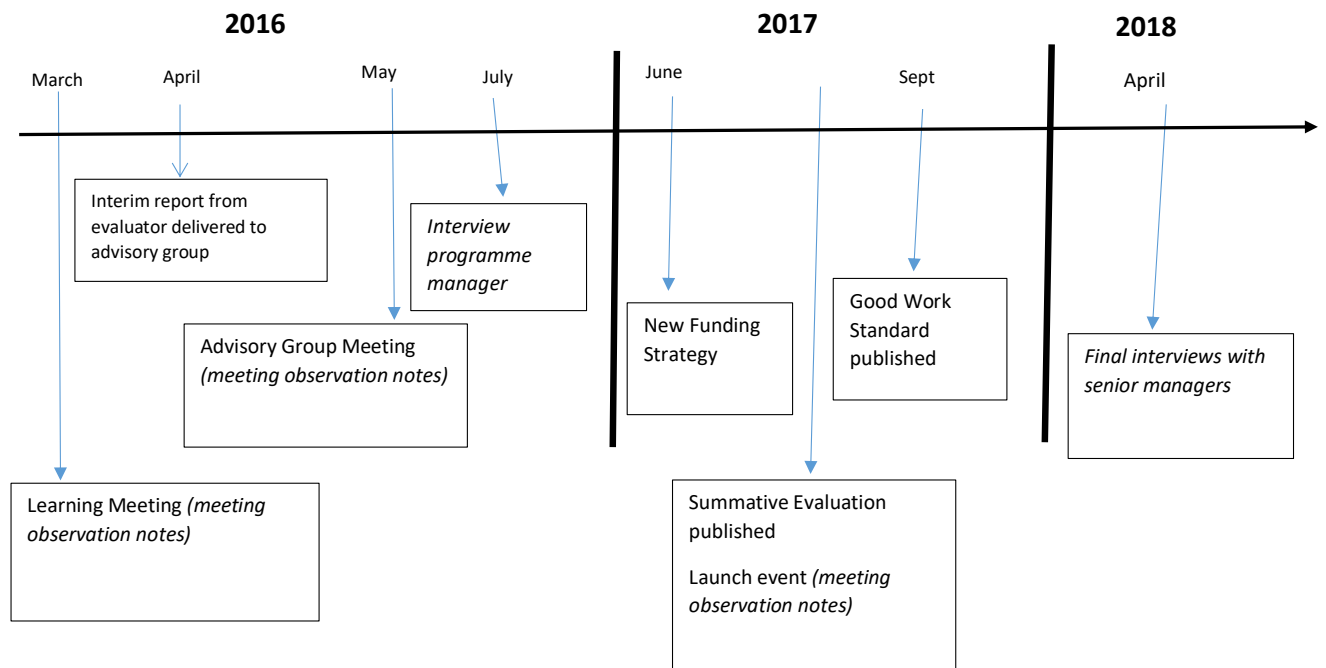 2016
2017
2018
March
April
May
July
June
Sept
April
Interim report from
evaluator delivered to
advisory group
Interview
programme
manager
Advisory Group Meeting
(meeting observation notes)
Learning Meeting (meeting
observation notes)
New Funding
Strategy
Good Work
Standard
published
Summative Evaluation
published
Launch event (meeting
observation notes)
Final interviews with
senior managers